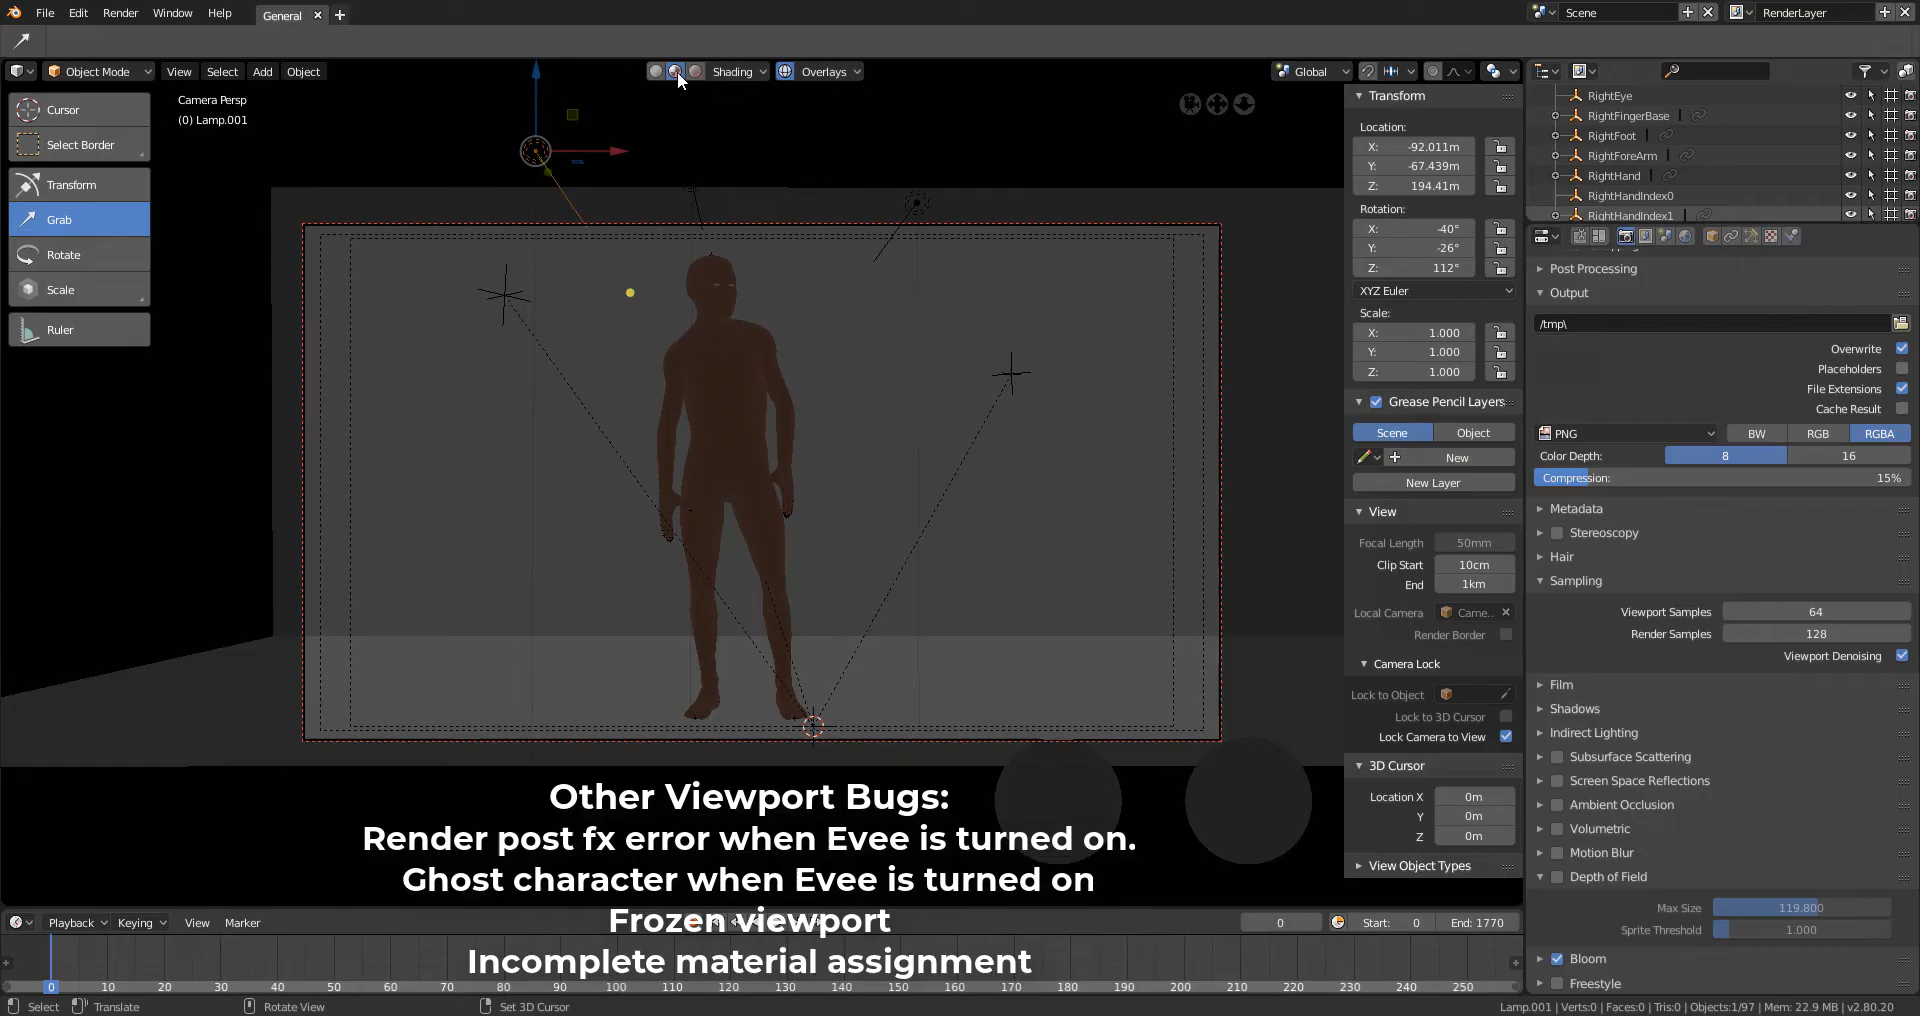 File Edit Render Window Help
General
Scene
RenderLayer
Object Mode View Select Add Object
Shading
Overlays
Global
Camera Persp
(0) Lamp.001
Cursor
Select Border
Transform
Grab
Rotate
Scale
Ruler
Transform
Location:
X: -92.011m
Y: -67.439m
Z: 194.41m
Rotation:
X: -40°
Y: -26°
Z: 112°
XYZ Euler
Scale:
X: 1.000
Y: 1.000
Z: 1.000
Grease Pencil Layers
Scene Object
New
New Layer
View
Focal Length 50mm
Clip Start 10cm
End 1km
Local Camera Came..
Render Border
Camera Lock
Lock to Object
Lock to 3D Cursor
Lock Camera to View
3D Cursor
Location X 0m
Y 0m
Z 0m
View Object Types
RightEye
RightFingerBase
RightFoot
RightForeArm
RightHand
RightHandIndex0
RightHandIndex1
Post Processing
Output
/tmp\
Overwrite
Placeholders
File Extensions
Cache Result
PNG BW RGB RGBA
Color Depth: 8 16
Compression: 15%
Metadata
Stereoscopy
Hair
Sampling
Viewport Samples 64
Render Samples 128
Viewport Denoising
Film
Shadows
Indirect Lighting
Subsurface Scattering
Screen Space Reflections
Ambient Occlusion
Volumetric
Motion Blur
Depth of Field
Max Size 119.800
Sprite Threshold 1.000
Bloom
Freestyle
Other Viewport Bugs:
Render post fx error when Evee is turned on.
Ghost character when Evee is turned on
Frozen viewport
Incomplete material assignment
Playback Keying View Marker
0 Start: 0 End: 1770
0 10 20 30 40 50 60 70 80 90 100 110 120 130 140 150 160 170 180 190 200 210 220 230 240 250
Select Translate Rotate View Set 3D Cursor
Lamp.001 | Verts:0 | Faces:0 | Tris:0 | Objects:1/97 | Mem: 22.9 MB | v2.80.20